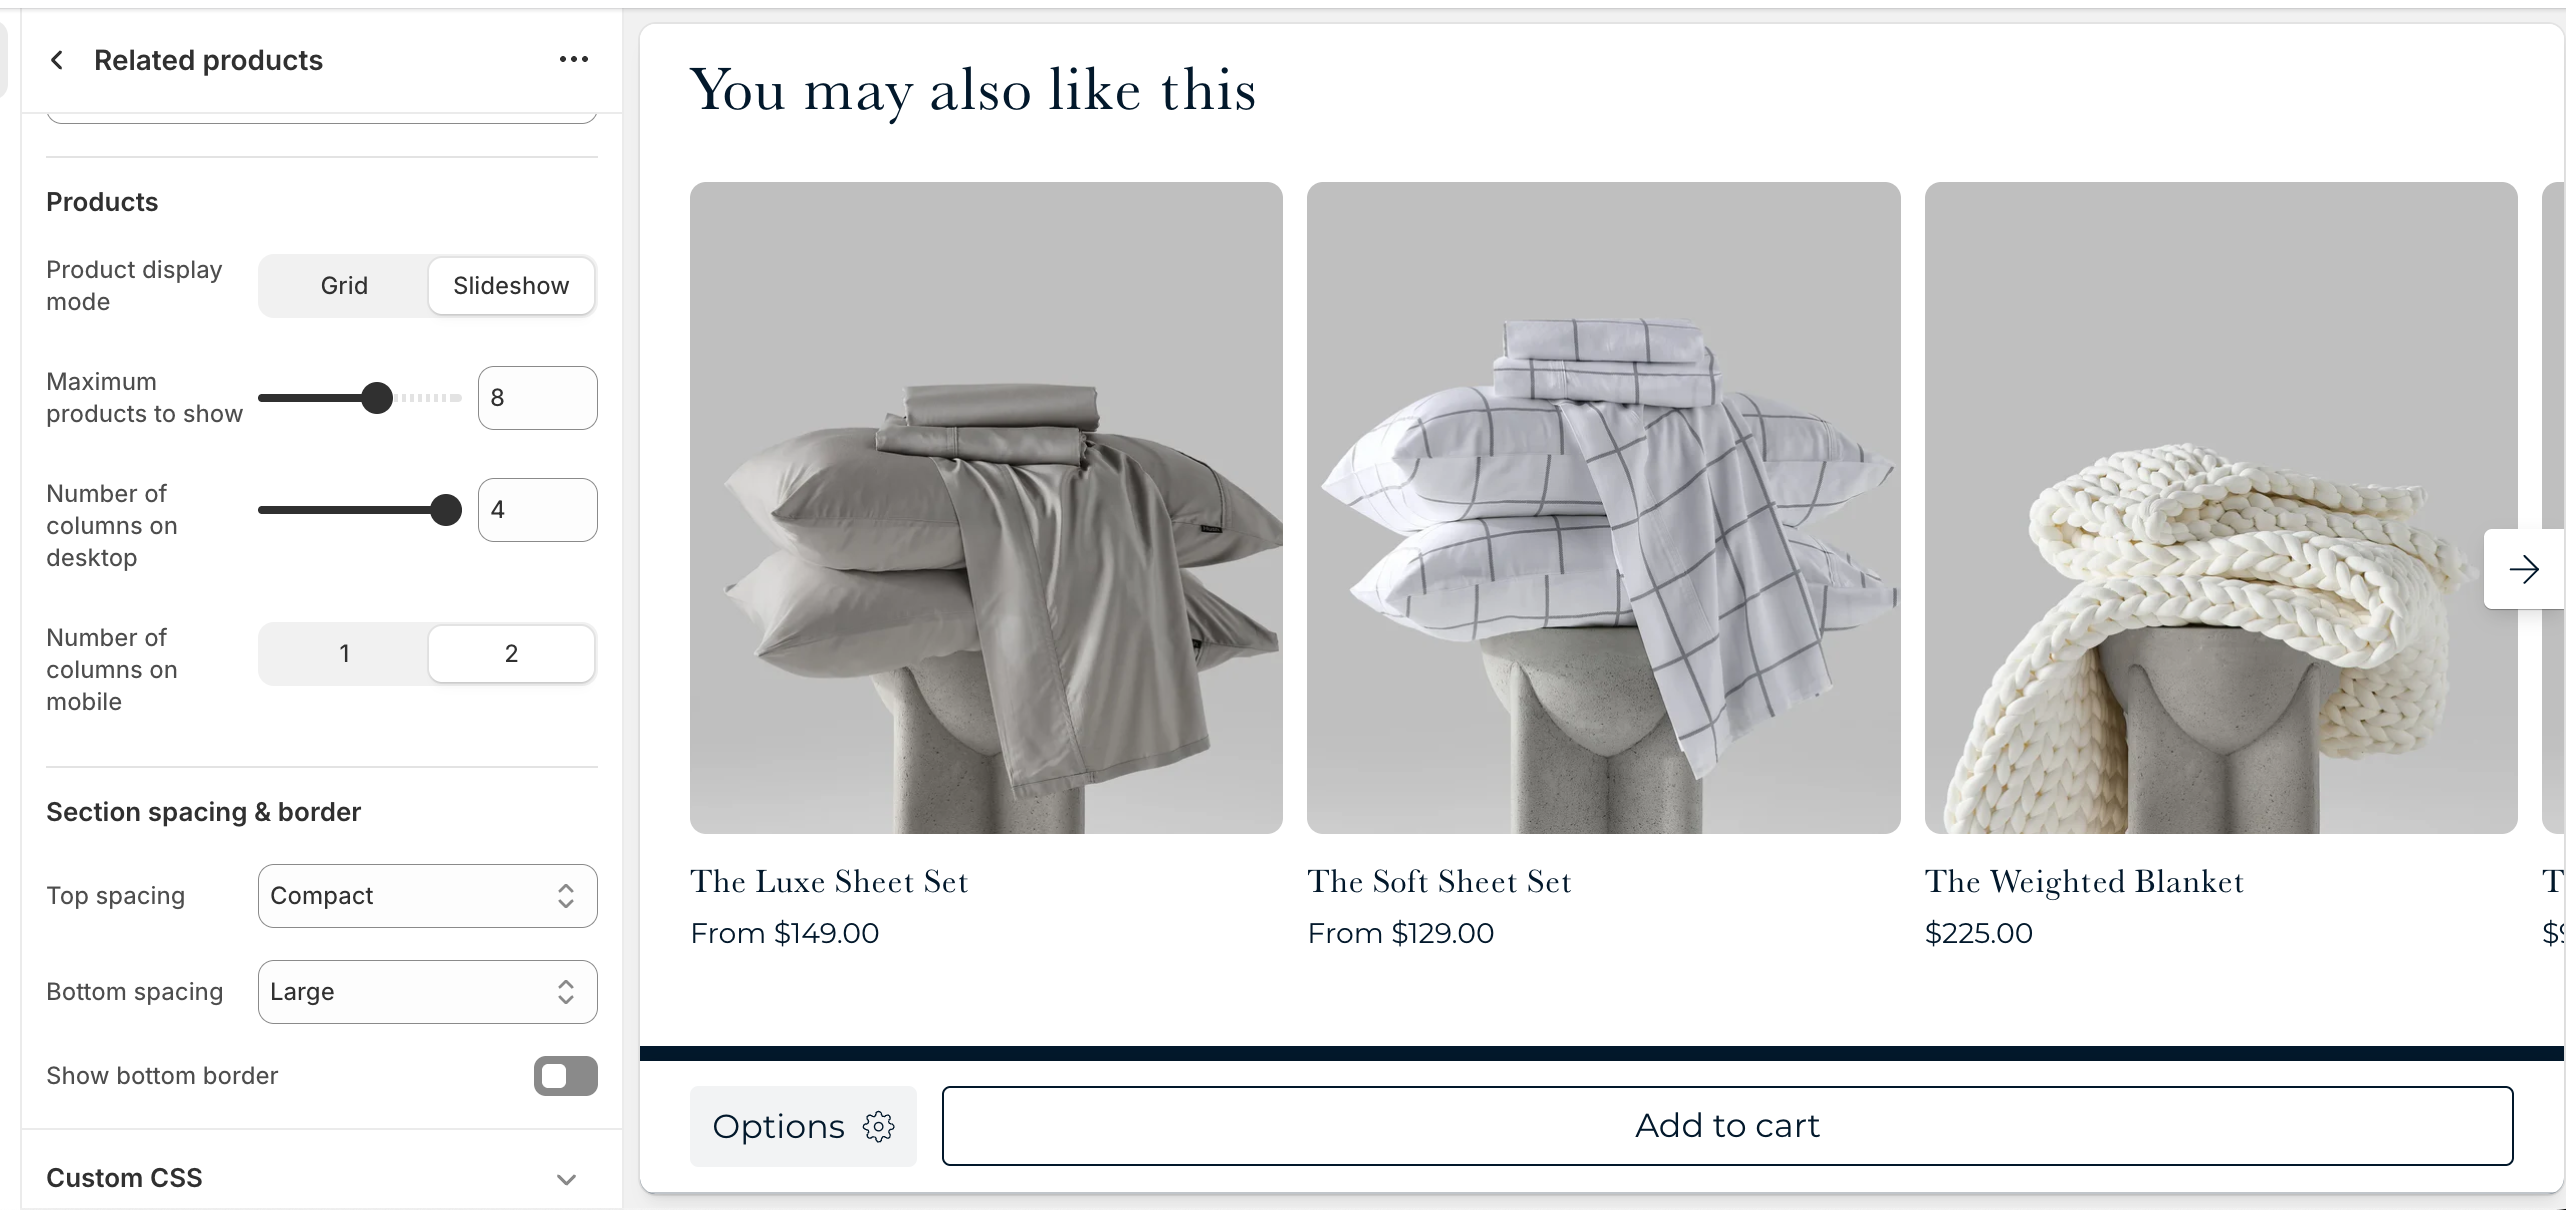 Related products
Products
Product display
mode
Grid
Slideshow
Maximum
products to show
8
Number of
columns on
desktop
4
Number of
columns on
mobile
1
2
Section spacing & border
Top spacing
Compact
Bottom spacing
Large
Show bottom border
Custom CSS
You may also like this
The Luxe Sheet Set
From $149.00
The Soft Sheet Set
From $129.00
The Weighted Blanket
$225.00
Options
Add to cart